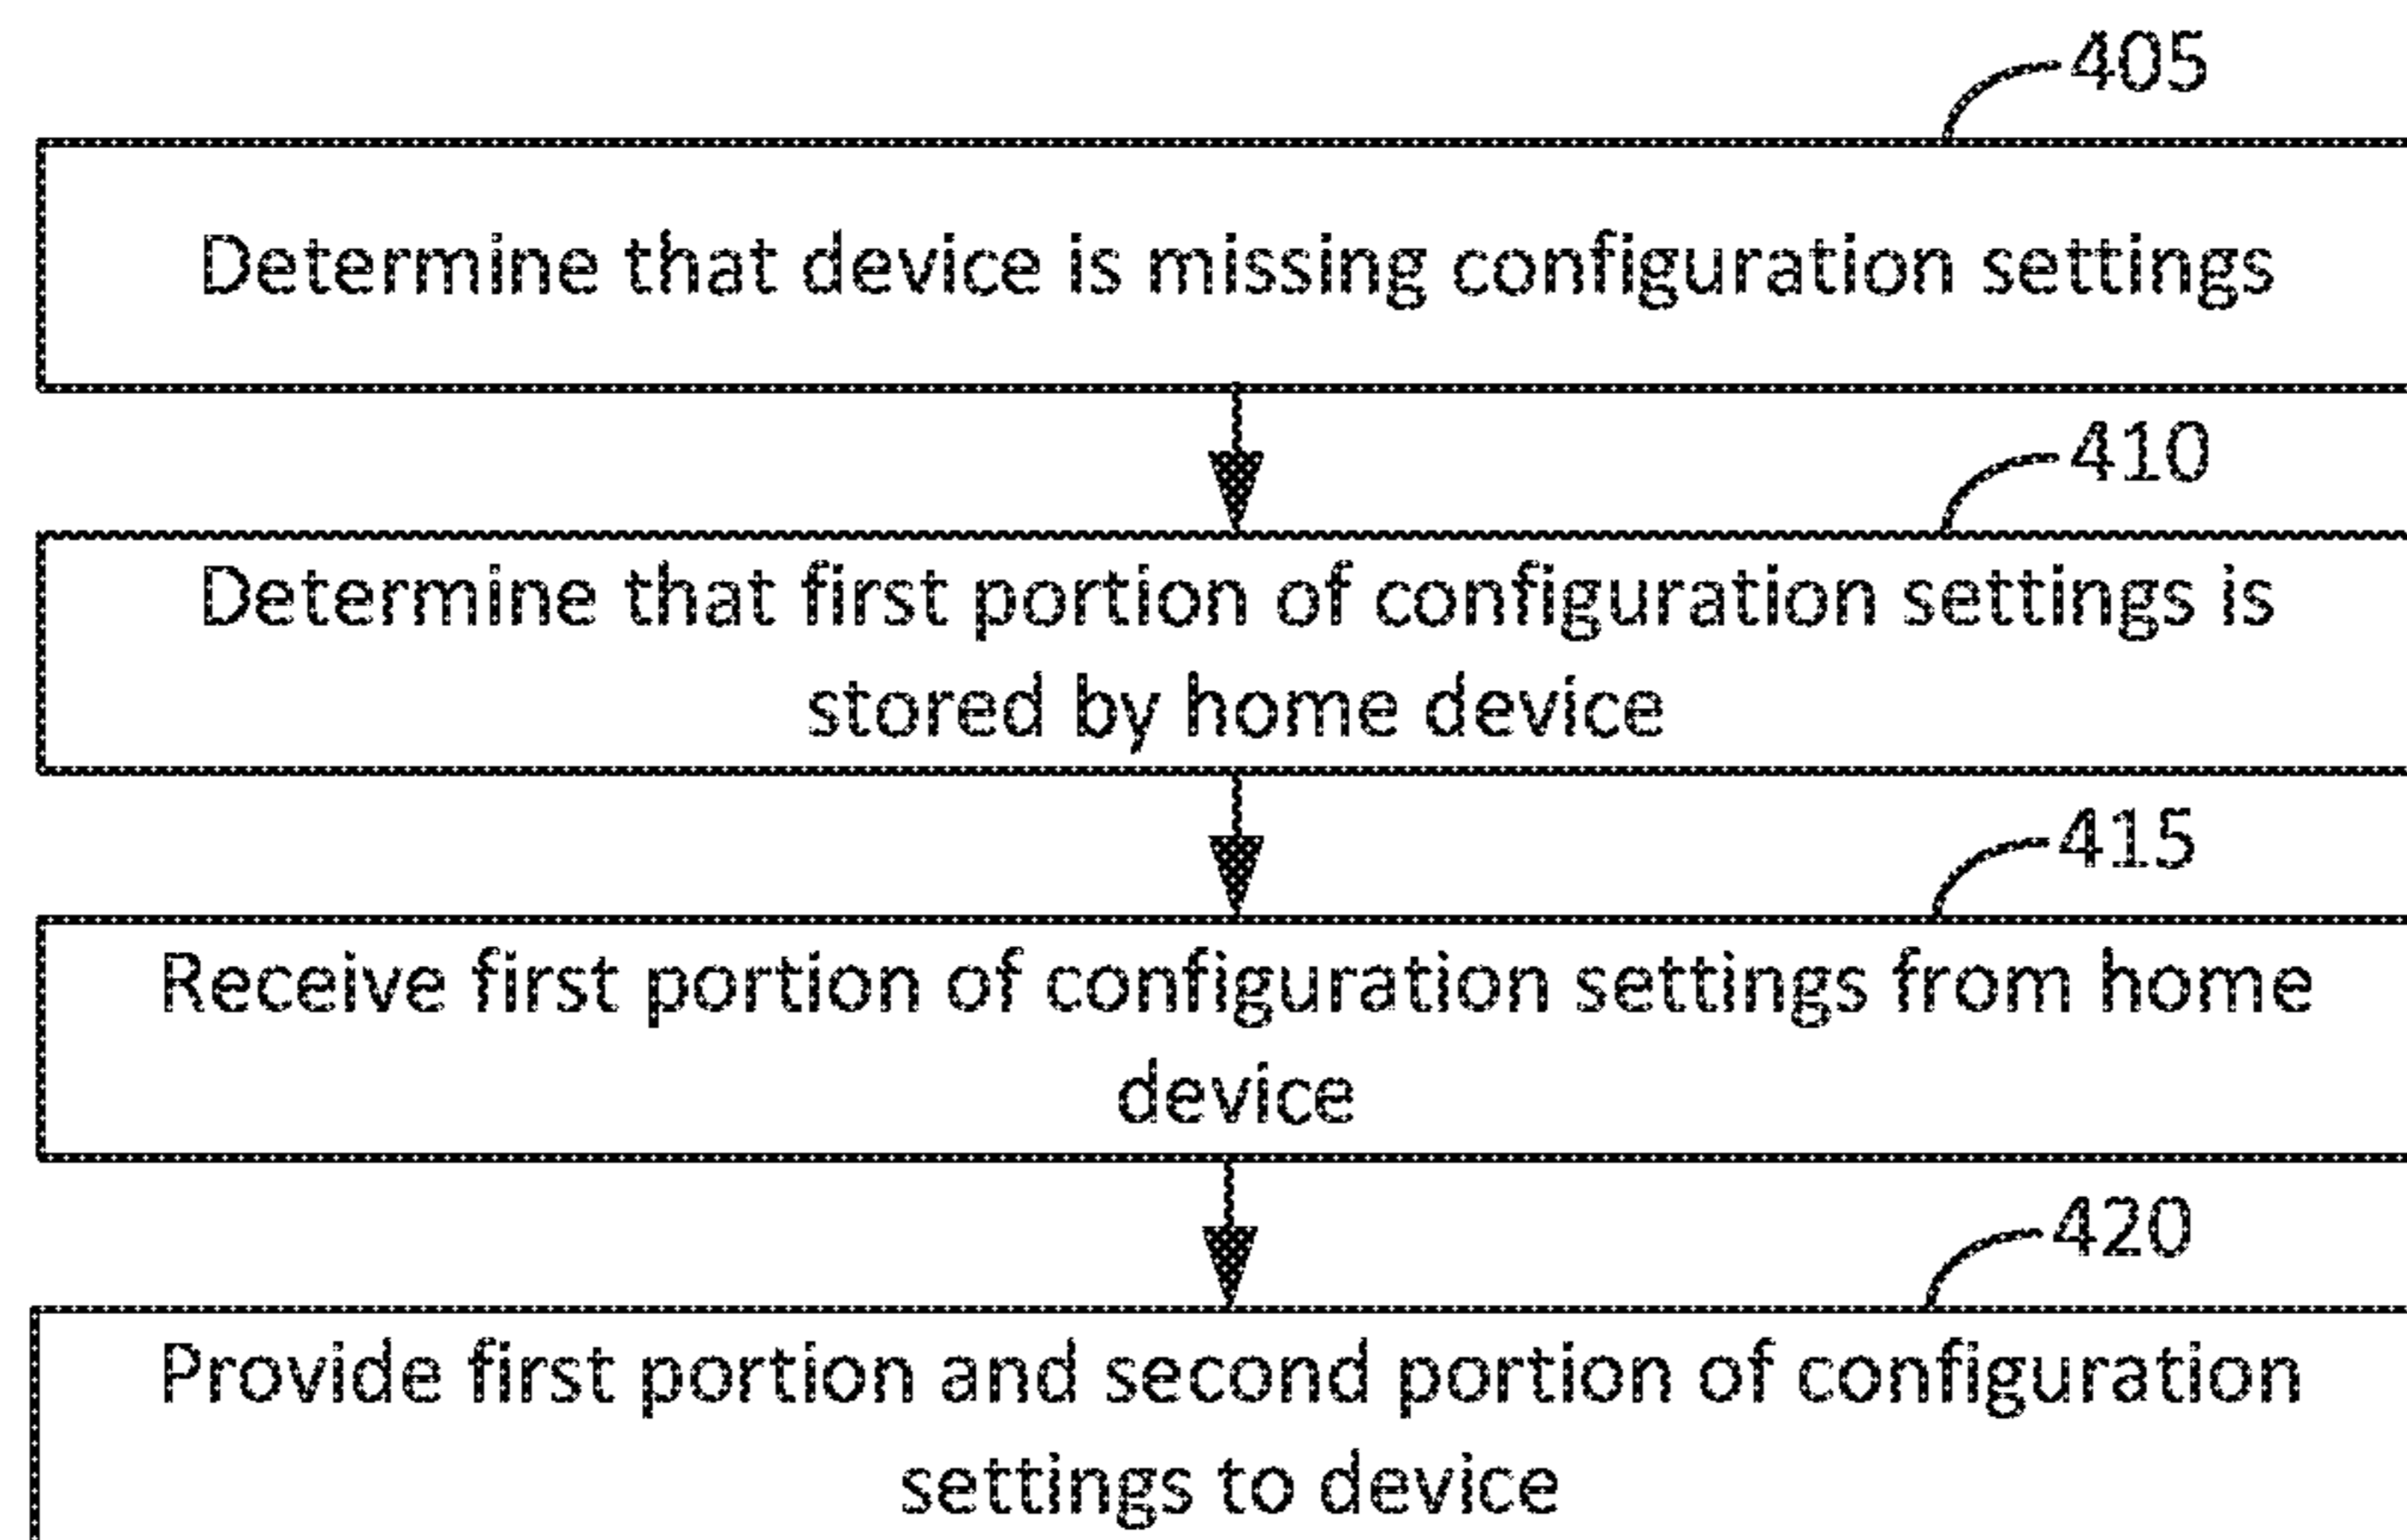 405
Determine that device is missing configuration settings
410
Determine that first portion of configuration settings is
stored by home device
415
Receive first portion of configuration settings from home
device
420
Provide first portion and second portion of configuration
settings to device